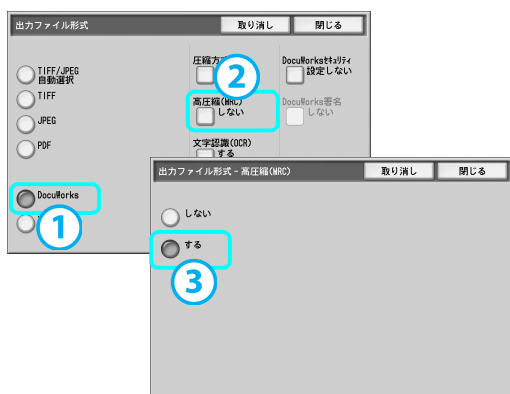 出力ファイル形式
取り消し
閉じる
TIFF/JPEG
自動選択
TIFF
JPEG
PDF
DocuWorks
1
圧縮方
2
高圧縮(MRC)
しない
文字認識(OCR)
する
DocuWorksセキュリティ
設定しない
DocuWorks署名
しない
出力ファイル形式 - 高圧縮(MRC)
取り消し
閉じる
しない
する
3